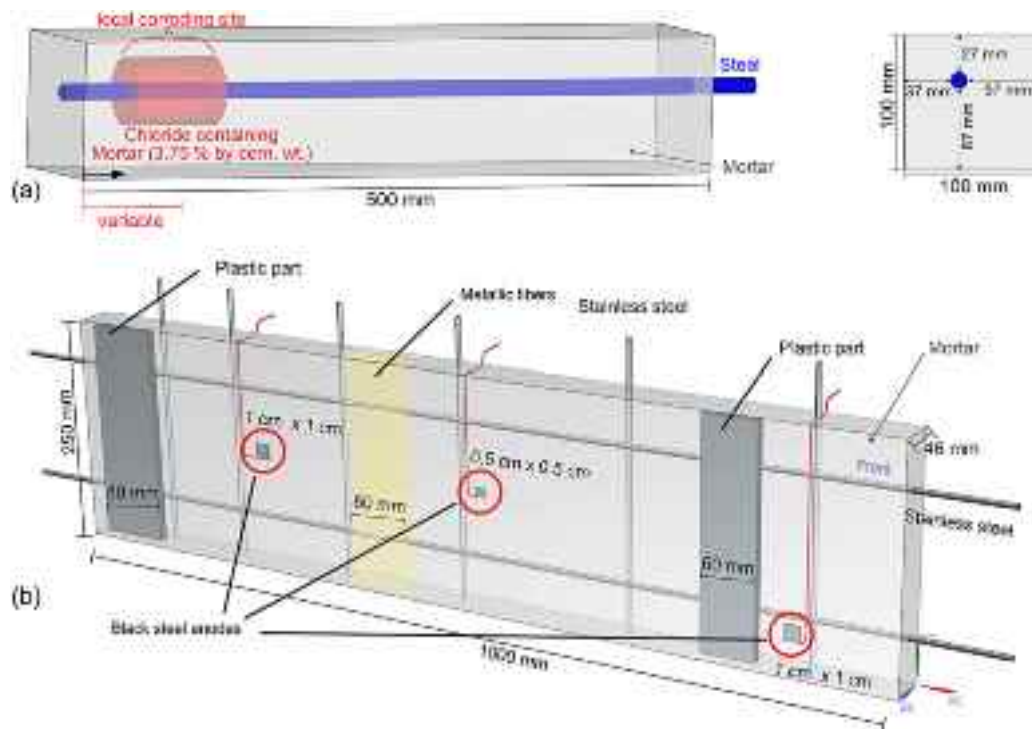 local corroding site
Steel
Chloride containing
Mortar (3.75 % by cem. wt.)
Mortar
500 mm
variable
(a)
27 mm
37 mm
57 mm
67 mm
100 mm
100 mm
Plastic part
Metallic fibers
Stainless steel
Plastic part
Mortar
250 mm
1 cm x 1 cm
0.5 cm x 0.5 cm
Front
46 mm
60 mm
60 mm
Stainless steel
(b)
Black steel anodes
1000 mm
1 cm x 1 cm